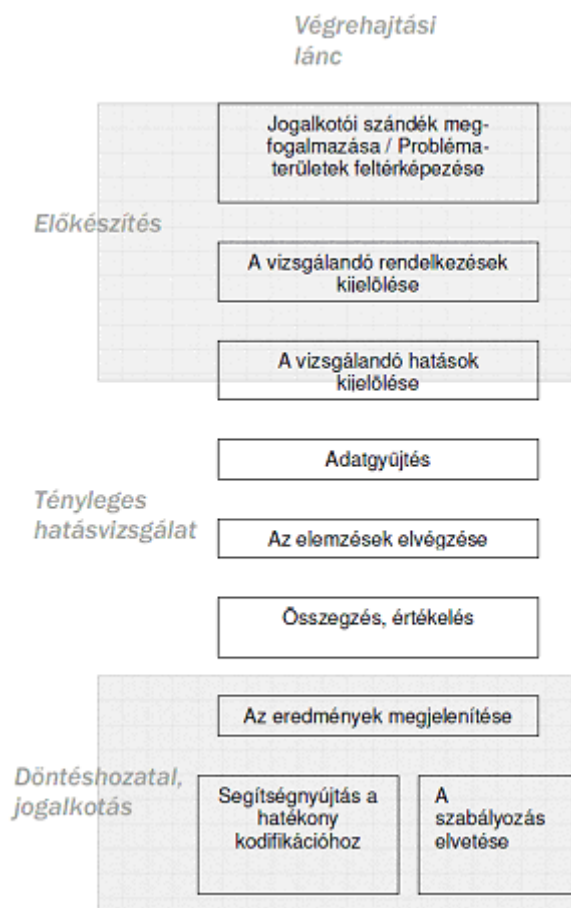 Végrehajtási
lánc
Jogalkotói szándék meg-
fogalmazása / Probléma-
területek feltérképezése
Előkészítés
A vizsgálandó rendelkezések
kijelölése
A vizsgálandó hatások
kijelölése
Adatgyűjtés
Tényleges
hatásvizsgálat
Az elemzések elvégzése
Összegzés, értékelés
Az eredmények megjelenítése
Döntéshozatal,
jogalkotás
Segítségnyújtás a
hatékony
kodifikációhoz
A
szabályozás
elvetése